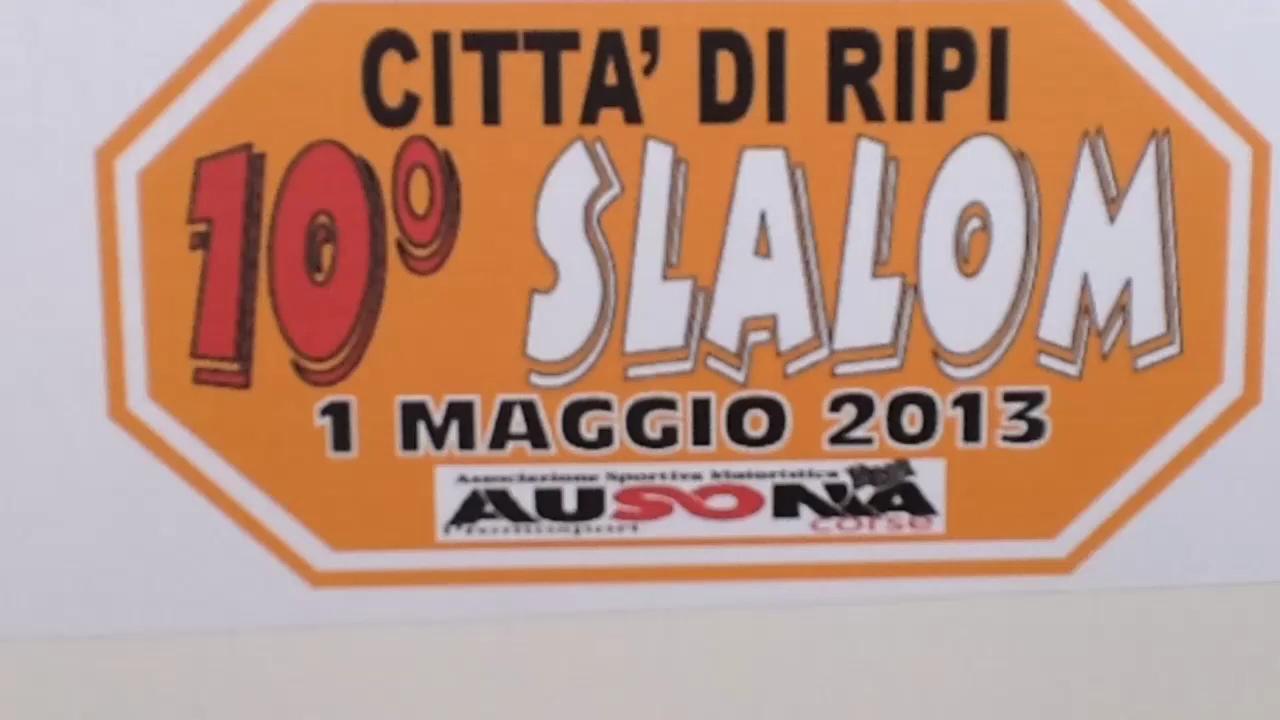 CITTA' DI RIPI
10° SLALOM
1 MAGGIO 2013
Associazione Sportiva Motoristica
AUSONIA
corse